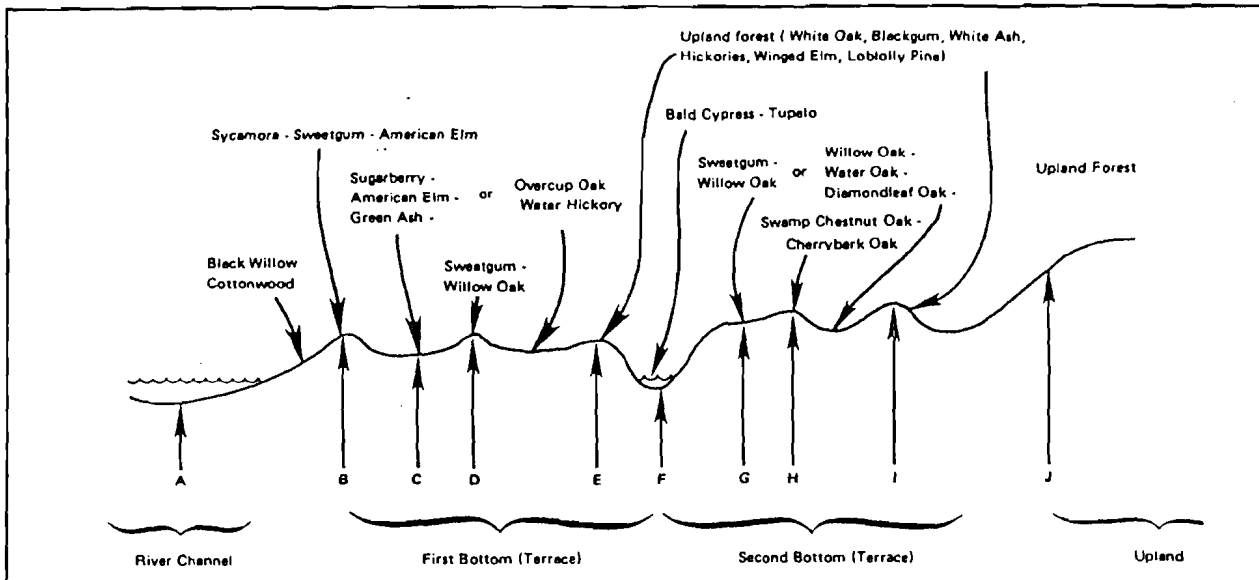 Upland forest ( White Oak, Blackgum, White Ash,
Hickories, Winged Elm, Loblolly Pine)
Bald Cypress - Tupelo
Sycamora - Sweetgum - American Elm
Sugarberry -
American Elm -
Green Ash -
or
Overcup Oak
Water Hickory
Sweetgum -
Willow Oak
or
Willow Oak -
Water Oak -
Diamondleaf Oak -
Upland Forest
Swamp Chestnut Oak -
Cherrybark Oak
Black Willow
Cottonwood
Sweetgum -
Willow Oak
A B C D E F G H I J
River Channel First Bottom (Terrace) Second Bottom (Terrace) Upland